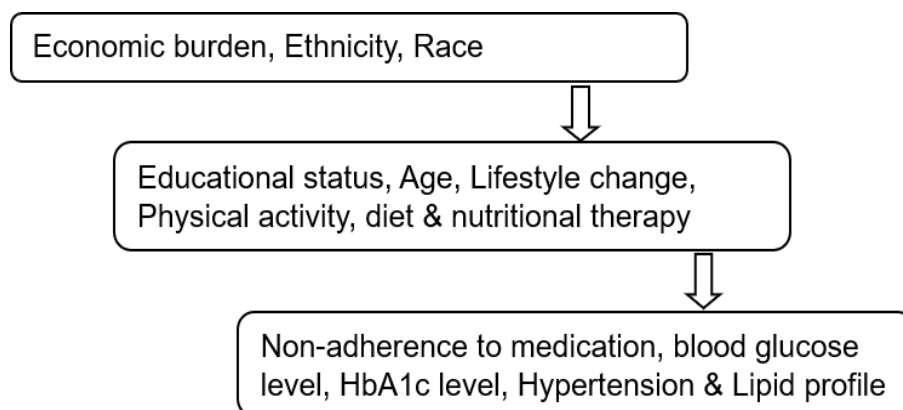 Economic burden, Ethnicity, Race
Educational status, Age, Lifestyle change,
Physical activity, diet & nutritional therapy
Non-adherence to medication, blood glucose
level, HbA1c level, Hypertension & Lipid profile